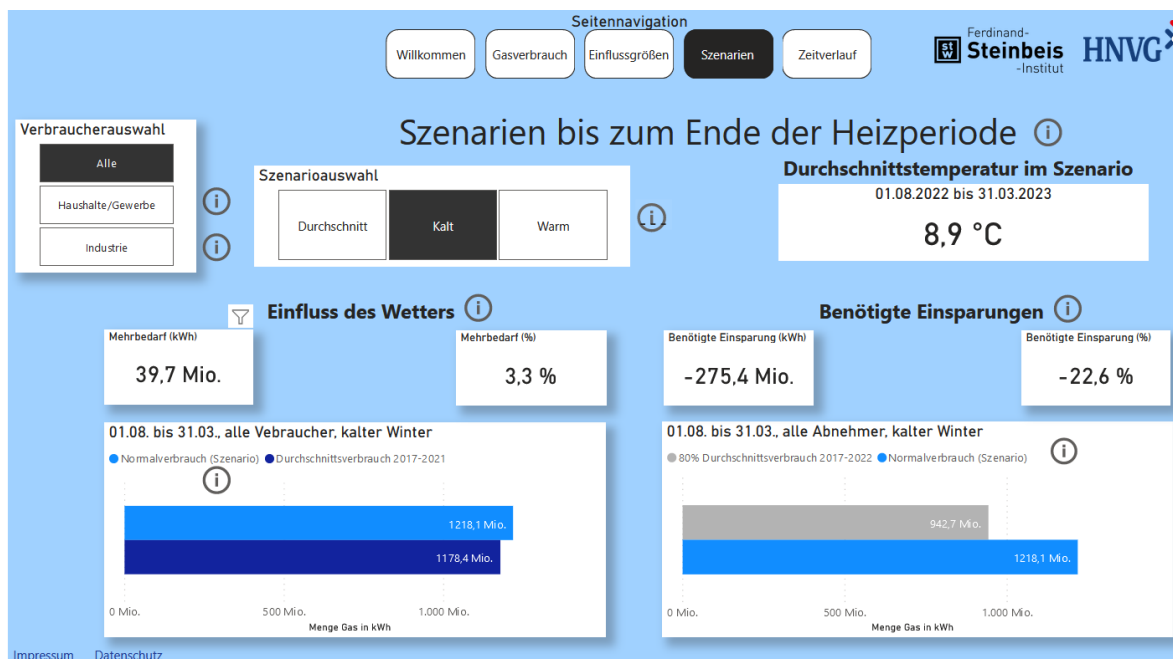 Seitennavigation
Willkommen
Gasverbrauch
Einflussgrößen
Szenarien
Zeitverlauf
Ferdinand-
Steinbeis
-Institut
stw
HNVG
Verbraucherauswahl
Alle
Haushalte/Gewerbe
Industrie
Szenarien bis zum Ende der Heizperiode
Szenarioauswahl
Durchschnitt
Kalt
Warm
Durchschnittstemperatur im Szenario
01.08.2022 bis 31.03.2023
8,9 °C
Einfluss des Wetters
Mehrbedarf (kWh)
39,7 Mio.
Mehrbedarf (%)
3,3 %
Benötigte Einsparungen
Benötigte Einsparung (kWh)
-275,4 Mio.
Benötigte Einsparung (%)
-22,6 %
01.08. bis 31.03., alle Vebraucher, kalter Winter
Normalverbrauch (Szenario) Durchschnittsverbrauch 2017-2021
1218,1 Mio.
1178,4 Mio.
0 Mio. 500 Mio. 1.000 Mio.
Menge Gas in kWh
01.08. bis 31.03., alle Abnehmer, kalter Winter
80% Durchschnittsverbrauch 2017-2022 Normalverbrauch (Szenario)
942,7 Mio.
1218,1 Mio.
0 Mio. 500 Mio. 1.000 Mio.
Menge Gas in kWh
Impressum Datenschutz